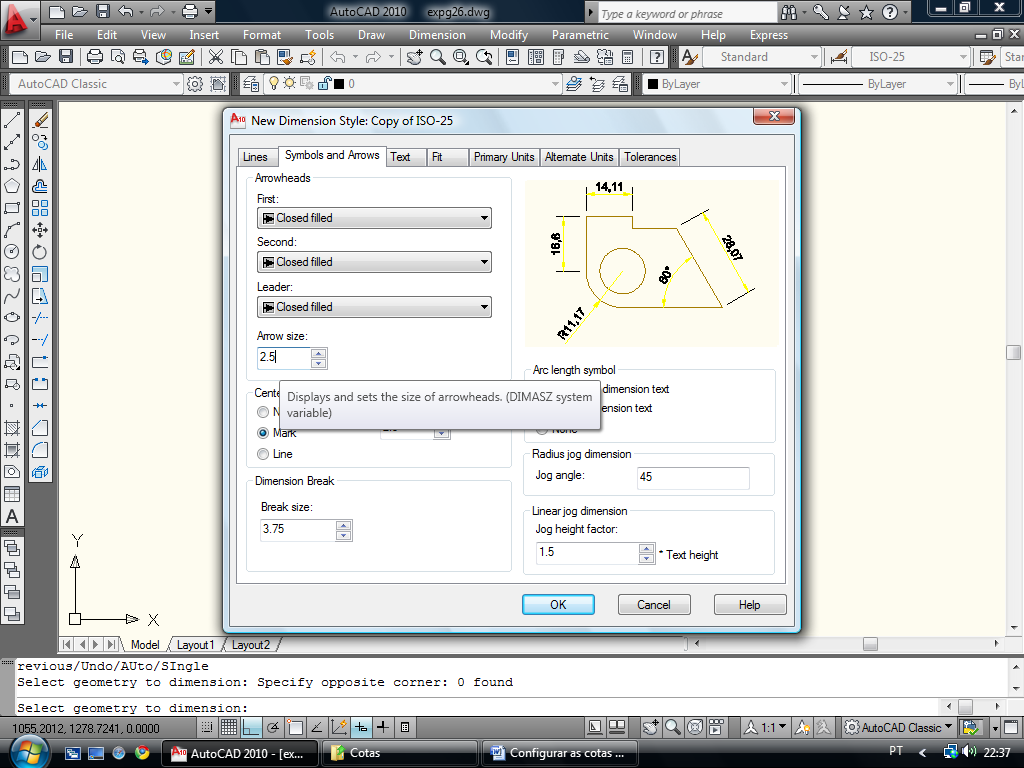 AutoCAD 2010 expg26.dwg
Type a keyword or phrase
File Edit View Insert Format Tools Draw Dimension Modify Parametric Window Help Express
Standard ISO-25 Stan
AutoCAD Classic 0 ByLayer ByLayer By
New Dimension Style: Copy of ISO-25
Lines Symbols and Arrows Text Fit Primary Units Alternate Units Tolerances
Arrowheads
First:
Closed filled
Second:
Closed filled
Leader:
Closed filled
Arrow size:
2.5
14,11
16,6
28,07
60°
R11,17
Displays and sets the size of arrowheads. (DIMASZ system
variable)
Cente
N
Mark
Line
Dimension Break
Break size:
3.75
Arc length symbol
dimension text
ension text
None
Radius jog dimension
Jog angle: 45
Linear jog dimension
Jog height factor:
1.5 * Text height
OK Cancel Help
Y
X
Model Layout1 Layout2
revious/Undo/AUto/SIngle
Select geometry to dimension: Specify opposite corner: 0 found
Select geometry to dimension:
1055.2012, 1278.7241, 0.0000 1:1 AutoCAD Classic
AutoCAD 2010 - [ex... Cotas Configurar as cotas ... PT 22:37